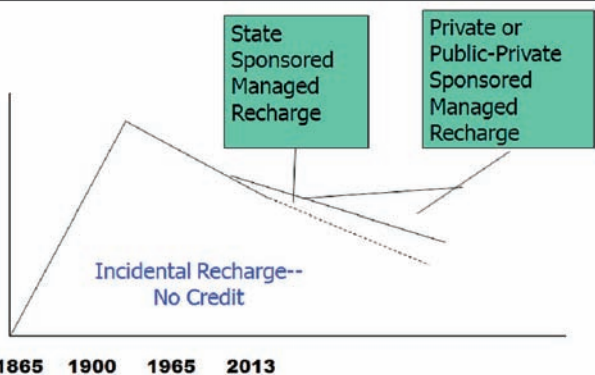 State
Sponsored
Managed
Recharge
Private or
Public-Private
Sponsored
Managed
Recharge
Incidental Recharge--
No Credit
1865 1900 1965 2013